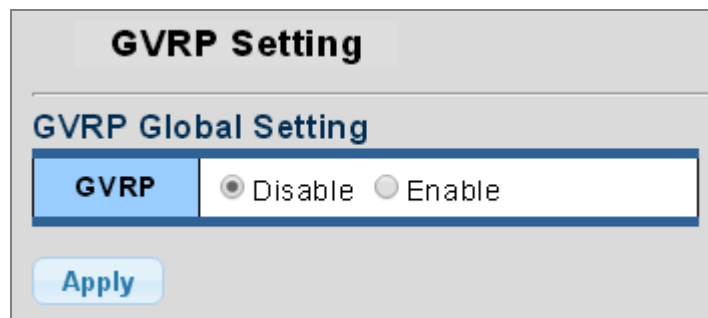 GVRP Setting
GVRP Global Setting
GVRP Disable Enable
Apply